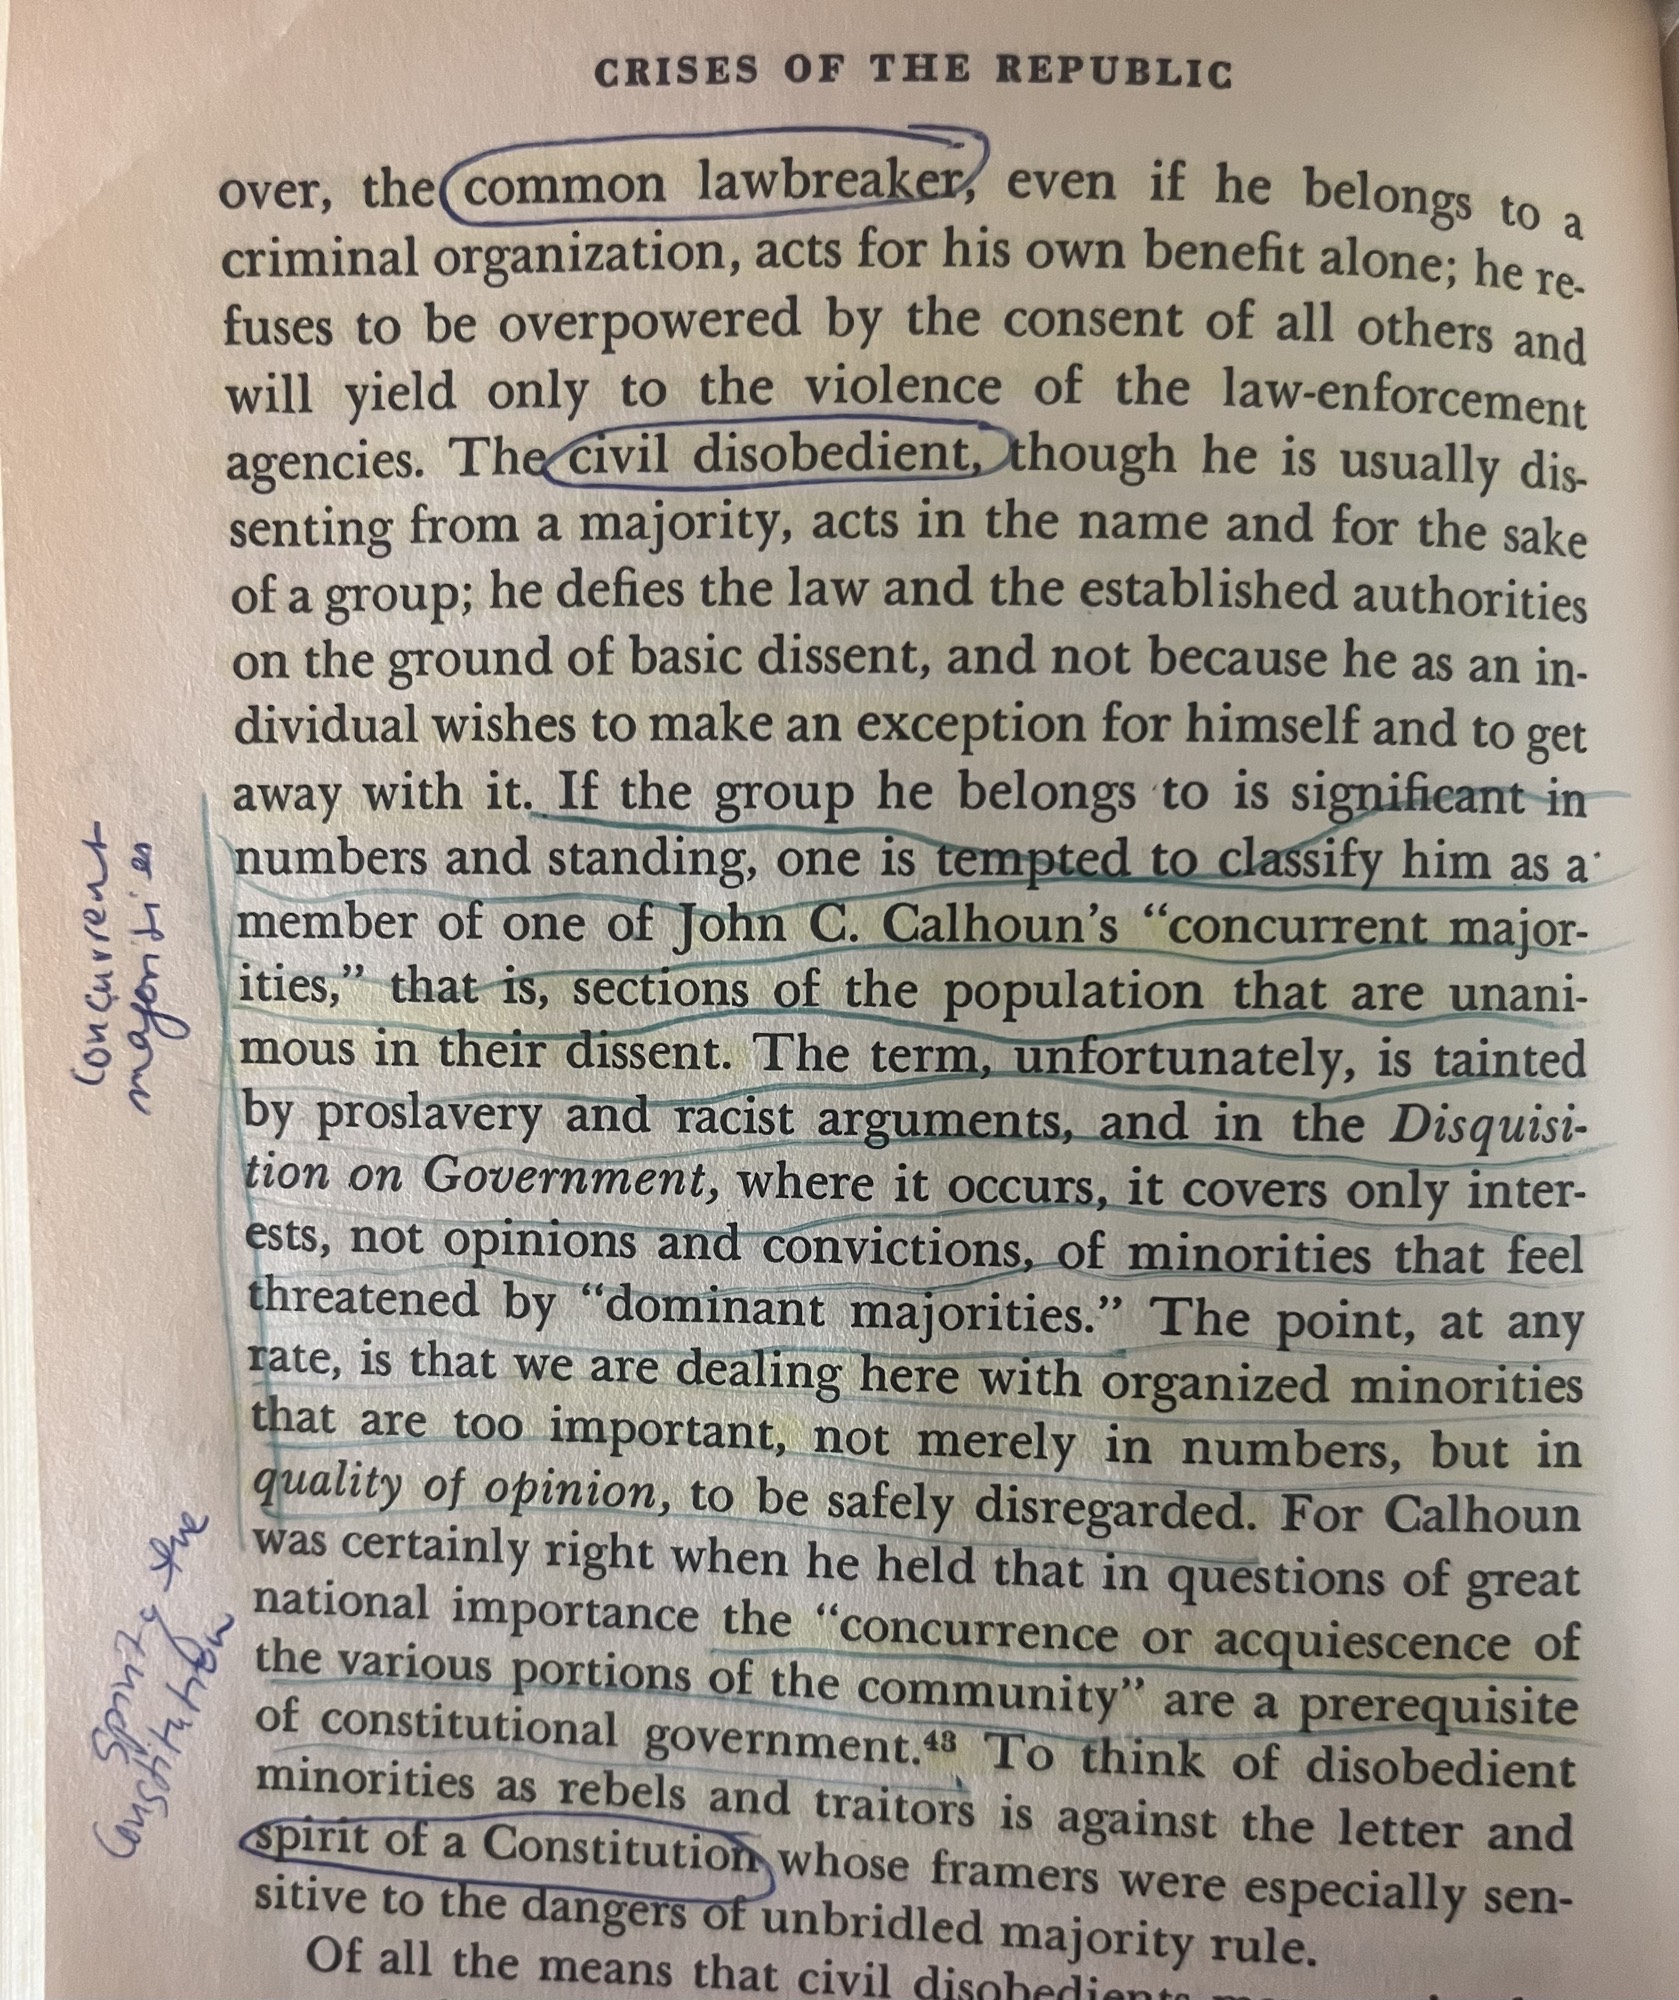 CRISES OF THE REPUBLIC
over, the common lawbreaker, even if he belongs to a
criminal organization, acts for his own benefit alone; he re-
fuses to be overpowered by the consent of all others and
will yield only to the violence of the law-enforcement
agencies. The civil disobedient, though he is usually dis-
senting from a majority, acts in the name and for the sake
of a group; he defies the law and the established authorities
on the ground of basic dissent, and not because he as an in-
dividual wishes to make an exception for himself and to get
away with it. If the group he belongs to is significant in
numbers and standing, one is tempted to classify him as a
member of one of John C. Calhoun's “concurrent major-
ities,” that is, sections of the population that are unani-
mous in their dissent. The term, unfortunately, is tainted
by proslavery and racist arguments, and in the Disquisi-
tion on Government, where it occurs, it covers only inter-
ests, not opinions and convictions, of minorities that feel
threatened by “dominant majorities.” The point, at any
rate, is that we are dealing here with organized minorities
that are too important, not merely in numbers, but in
quality of opinion, to be safely disregarded. For Calhoun
was certainly right when he held that in questions of great
national importance the “concurrence or acquiescence of
the various portions of the community” are a prerequisite
of constitutional government.43 To think of disobedient
minorities as rebels and traitors is against the letter and
spirit of a Constitution whose framers were especially sen-
sitive to the dangers of unbridled majority rule.
Of all the means that civil disobedients
concurrent
majorities
Spirit of the
Constitution